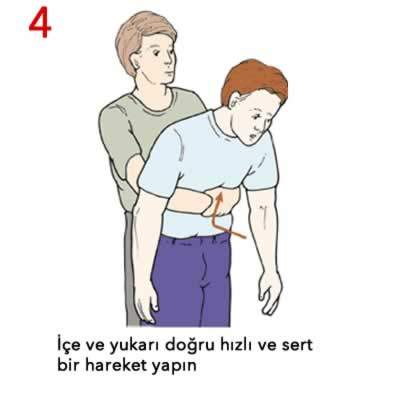 4
İçe ve yukarı doğru hızlı ve sert
bir hareket yapın